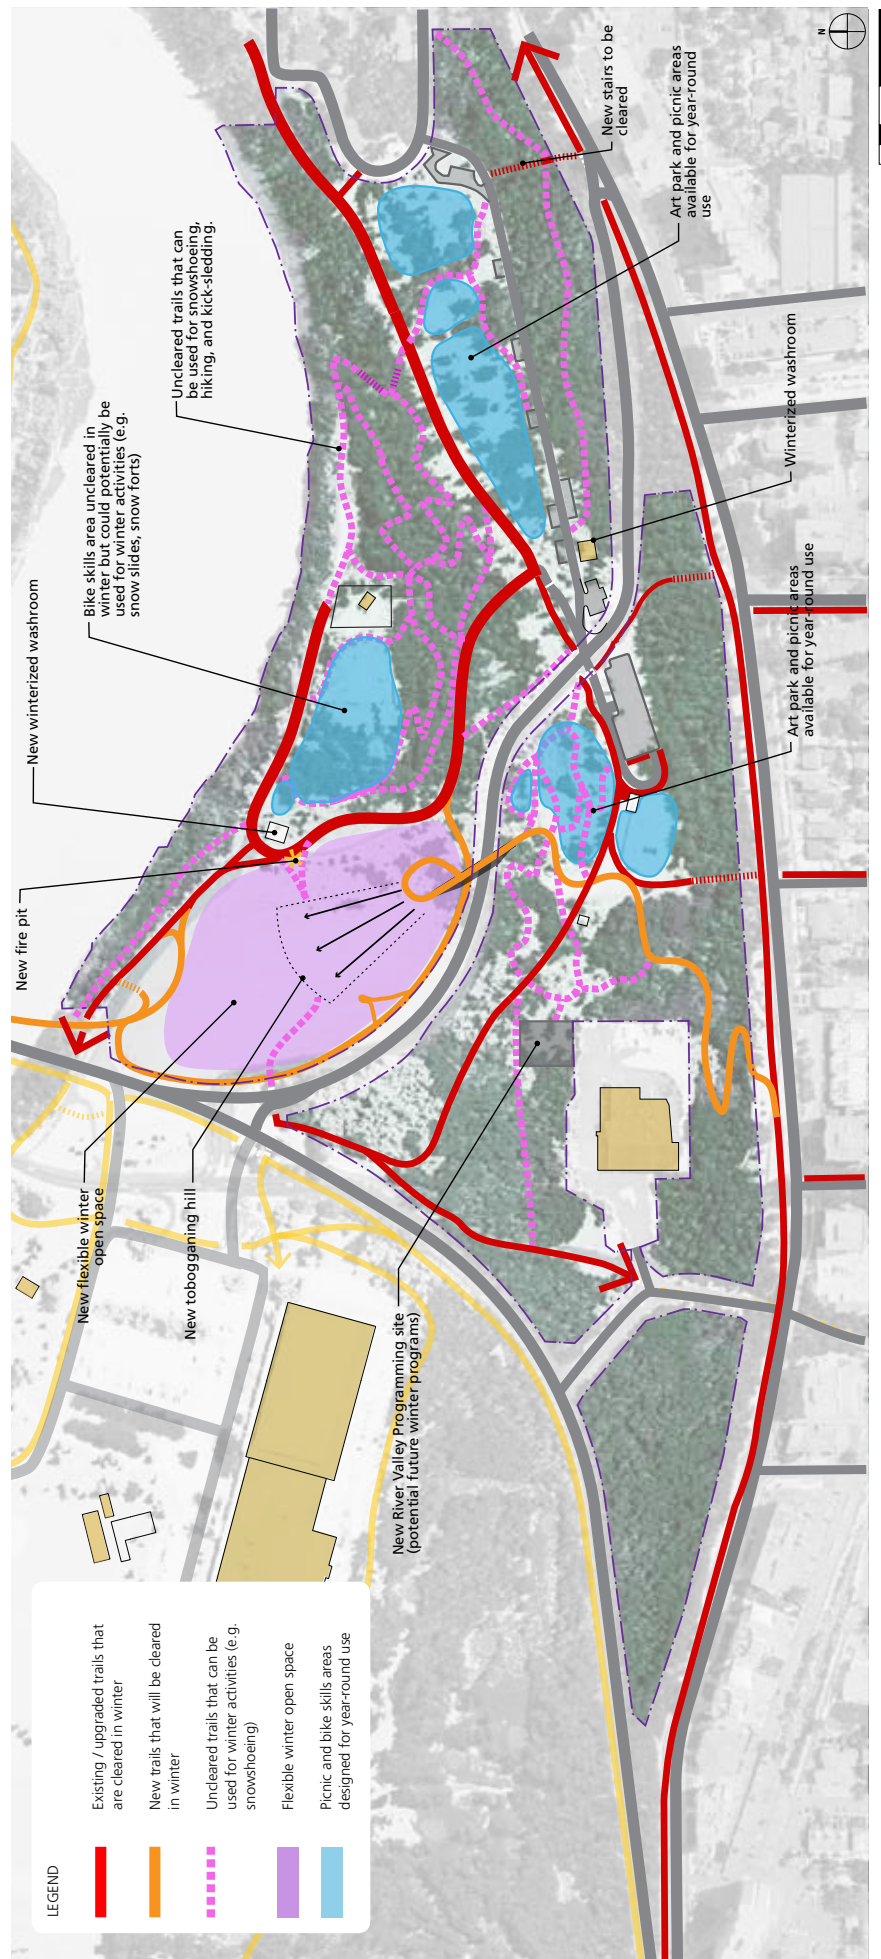 New fire pit
New winterized washroom
Bike skills area uncleared in
winter but could potentially be
used for winter activities (e.g.
snow slides, snow forts)
Uncleared trails that can
be used for snowshoeing,
hiking, and kick-sledding.
New stairs to be
cleared
Art park and picnic areas
available for year-round
use
Winterized washroom
Art park and picnic areas
available for year-round use
New flexible winter
open space
New tobogganing hill
New River Valley Programming site
(potential future winter programs)
N
LEGEND
Existing / upgraded trails that
are cleared in winter
New trails that will be cleared
in winter
Uncleared trails that can be
used for winter activities (e.g.
snowshoeing)
Flexible winter open space
Picnic and bike skills areas
designed for year-round use